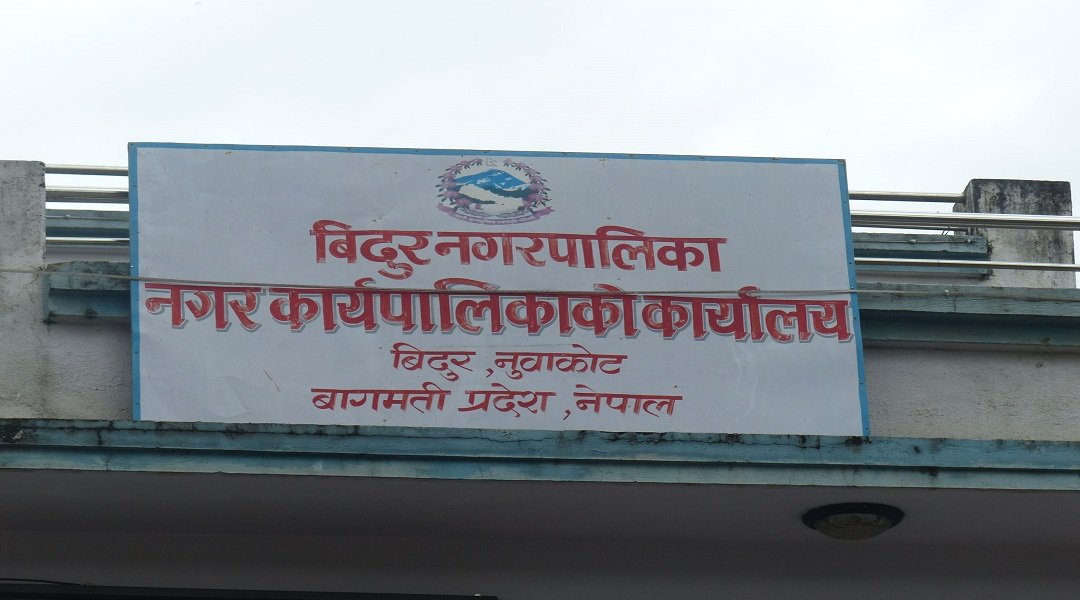 बिदुर नगरपालिका
नगर कार्यपालिकाको कार्यालय
बिदुर ,नुवाकोट
बागमती प्रदेश ,नेपाल